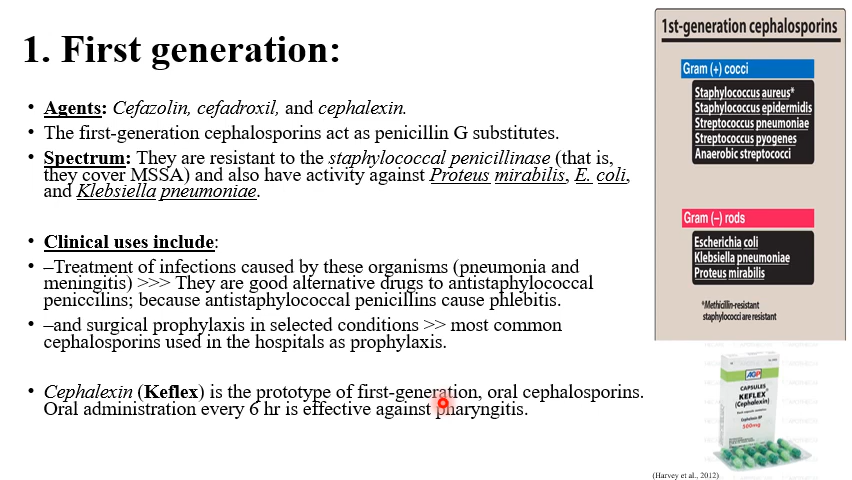 1. First generation:
• Agents: Cefazolin, cefadroxil, and cephalexin.
• The first-generation cephalosporins act as penicillin G substitutes.
• Spectrum: They are resistant to the staphylococcal penicillinase (that is,
they cover MSSA) and also have activity against Proteus mirabilis, E. coli,
and Klebsiella pneumoniae.
• Clinical uses include:
• –Treatment of infections caused by these organisms (pneumonia and
meningitis) >>> They are good alternative drugs to antistaphylococcal
peniccilins; because antistaphylococcal penicillins cause phlebitis.
• –and surgical prophylaxis in selected conditions >> most common
cephalosporins used in the hospitals as prophylaxis.
• Cephalexin (Keflex) is the prototype of first-generation, oral cephalosporins.
Oral administration every 6 hr is effective against pharyngitis.
1st-generation cephalosporins
Gram (+) cocci
Staphylococcus aureus*
Staphylococcus epidermidis
Streptococcus pneumoniae
Streptococcus pyogenes
Anaerobic streptococci
Gram (–) rods
Escherichia coli
Klebsiella pneumoniae
Proteus mirabilis
*Methicillin-resistant
staphylococci are resistant
AGP
CAPSULES
KEFLEX
(Cephalexin)
500mg
(Harvey et al., 2012)